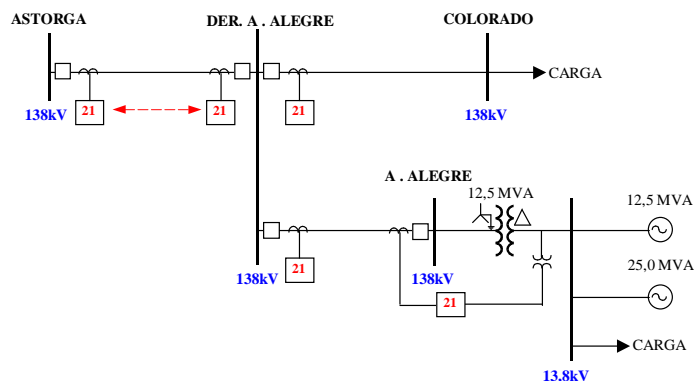 ASTORGA DER. A . ALEGRE COLORADO
CARGA
21 21 21
138kV 138kV
A . ALEGRE
12,5 MVA 12,5 MVA
25,0 MVA
21
138kV 138kV
21
CARGA
13.8kV